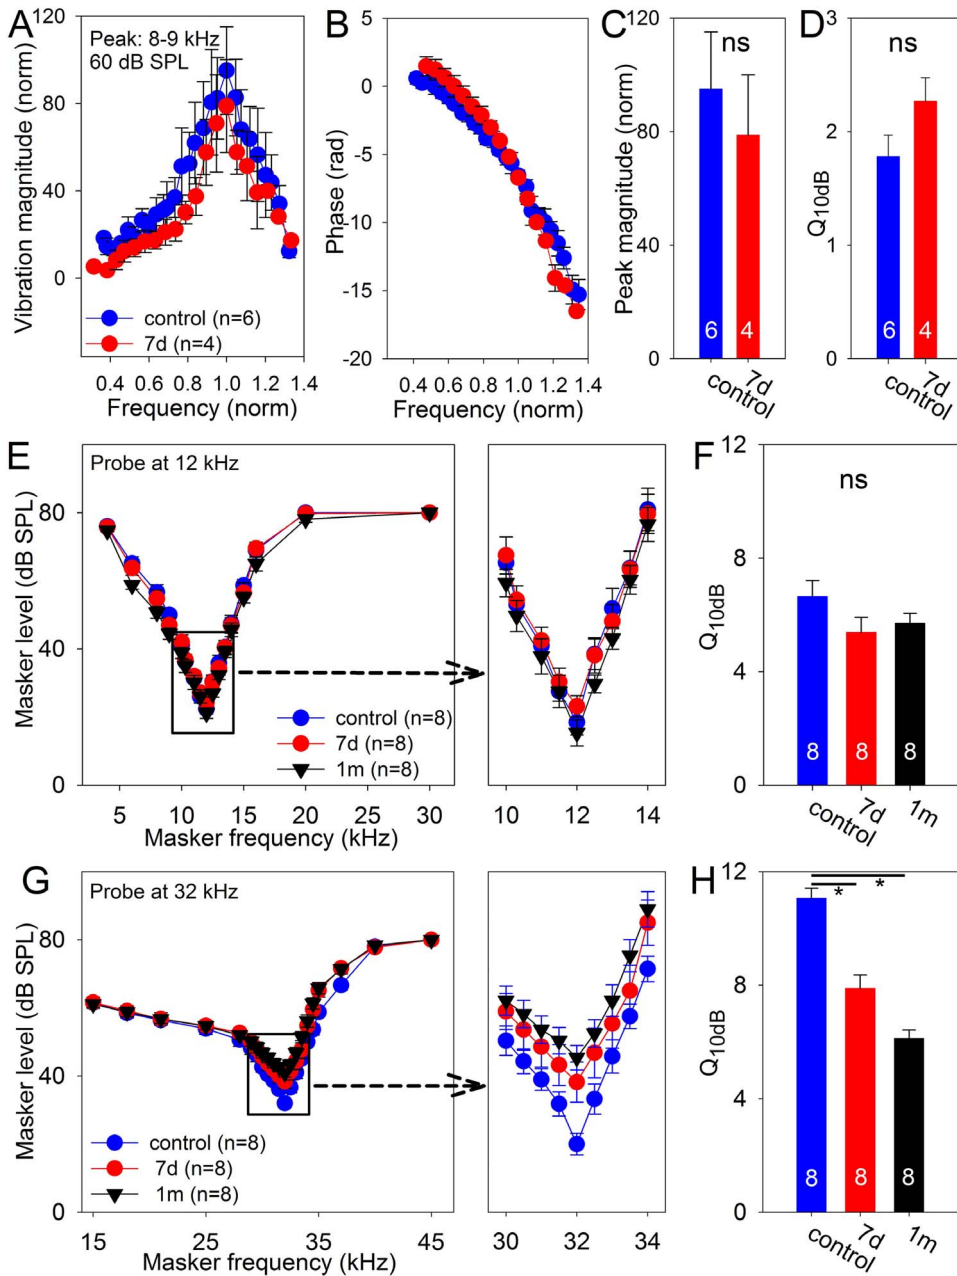 A
Vibration magnitude (norm)
120
80
40
0
Peak: 8-9 kHz
60 dB SPL
control (n=6)
7d (n=4)
0.4 0.6 0.8 1.0 1.2 1.4
Frequency (norm)
B
Phase (rad)
5
0
-5
-10
-15
-20
0.4 0.6 0.8 1.0 1.2 1.4
Frequency (norm)
C
Peak magnitude (norm)
120
80
40
0
ns
6 4
control
7d
D
Q10dB
3
2
1
0
ns
6 4
control
7d
E
Masker level (dB SPL)
80
40
0
Probe at 12 kHz
control (n=8)
7d (n=8)
1m (n=8)
5 10 15 20 25 30
Masker frequency (kHz)
10 11 12 13 14
F
Q10dB
12
8
4
0
ns
8 8 8
control
7d
1m
G
Masker level (dB SPL)
80
40
0
Probe at 32 kHz
control (n=8)
7d (n=8)
1m (n=8)
15 25 35 45
Masker frequency (kHz)
30 31 32 33 34
H
Q10dB
12
8
4
0
* *
8 8 8
control
7d
1m